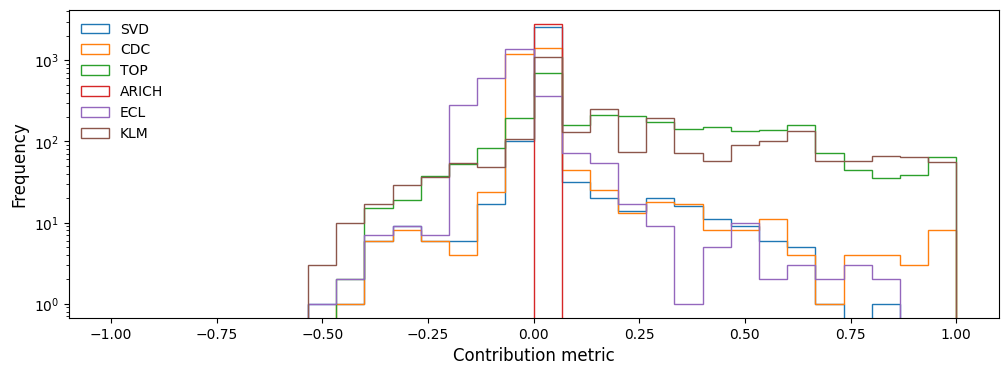 SVD
CDC
TOP
ARICH
ECL
KLM
Frequency
10³
10²
10¹
10⁰
−1.00 −0.75 −0.50 −0.25 0.00 0.25 0.50 0.75 1.00
Contribution metric